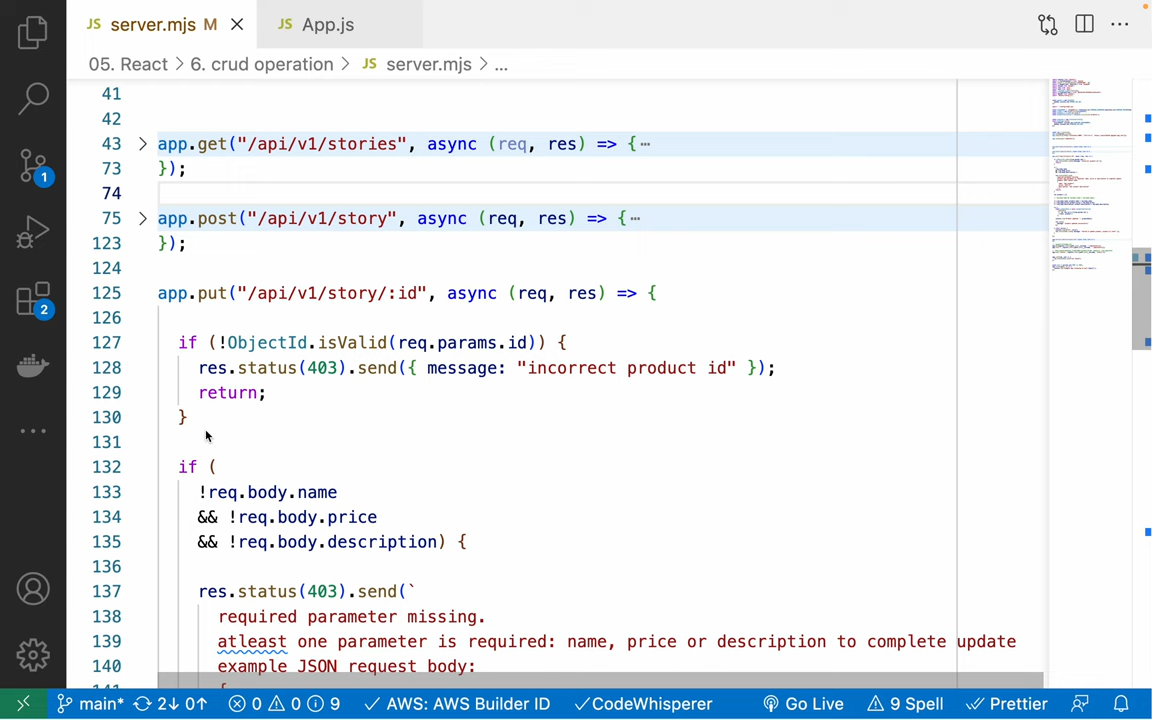 JS server.mjs M
JS App.js
05. React > 6. crud operation > JS server.mjs > ...
41
42
43 app.get("/api/v1/stories", async (req, res) => {⋯
73 });
74
75 app.post("/api/v1/story", async (req, res) => {⋯
123 });
124
125 app.put("/api/v1/story/:id", async (req, res) => {
126
127 if (!ObjectId.isValid(req.params.id)) {
128 res.status(403).send({ message: "incorrect product id" });
129 return;
130 }
131
132 if (
133 !req.body.name
134 && !req.body.price
135 && !req.body.description) {
136
137 res.status(403).send(`
138 required parameter missing.
139 atleast one parameter is required: name, price or description to complete update
140 example JSON request body:
1
2
main* 2↓ 0↑ 0 0 9 AWS: AWS Builder ID CodeWhisperer Go Live 9 Spell Prettier